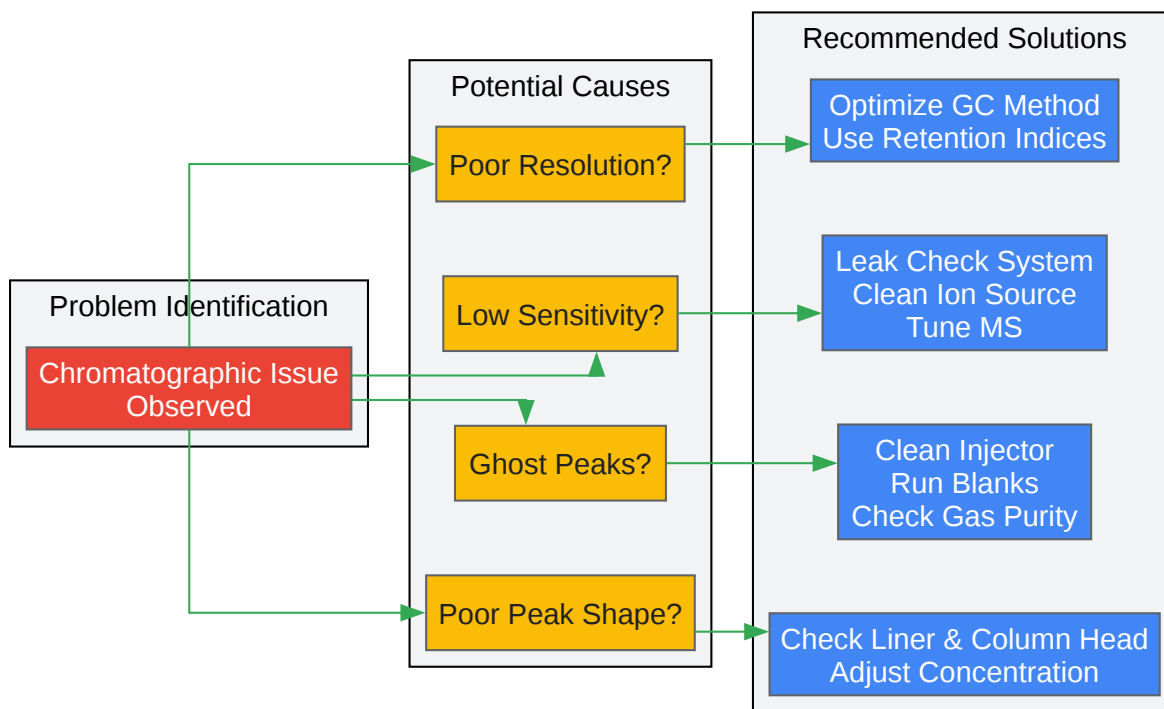 Problem Identification
Chromatographic Issue
Observed
Potential Causes
Poor Resolution?
Low Sensitivity?
Ghost Peaks?
Poor Peak Shape?
Recommended Solutions
Optimize GC Method
Use Retention Indices
Leak Check System
Clean Ion Source
Tune MS
Clean Injector
Run Blanks
Check Gas Purity
Check Liner & Column Head
Adjust Concentration